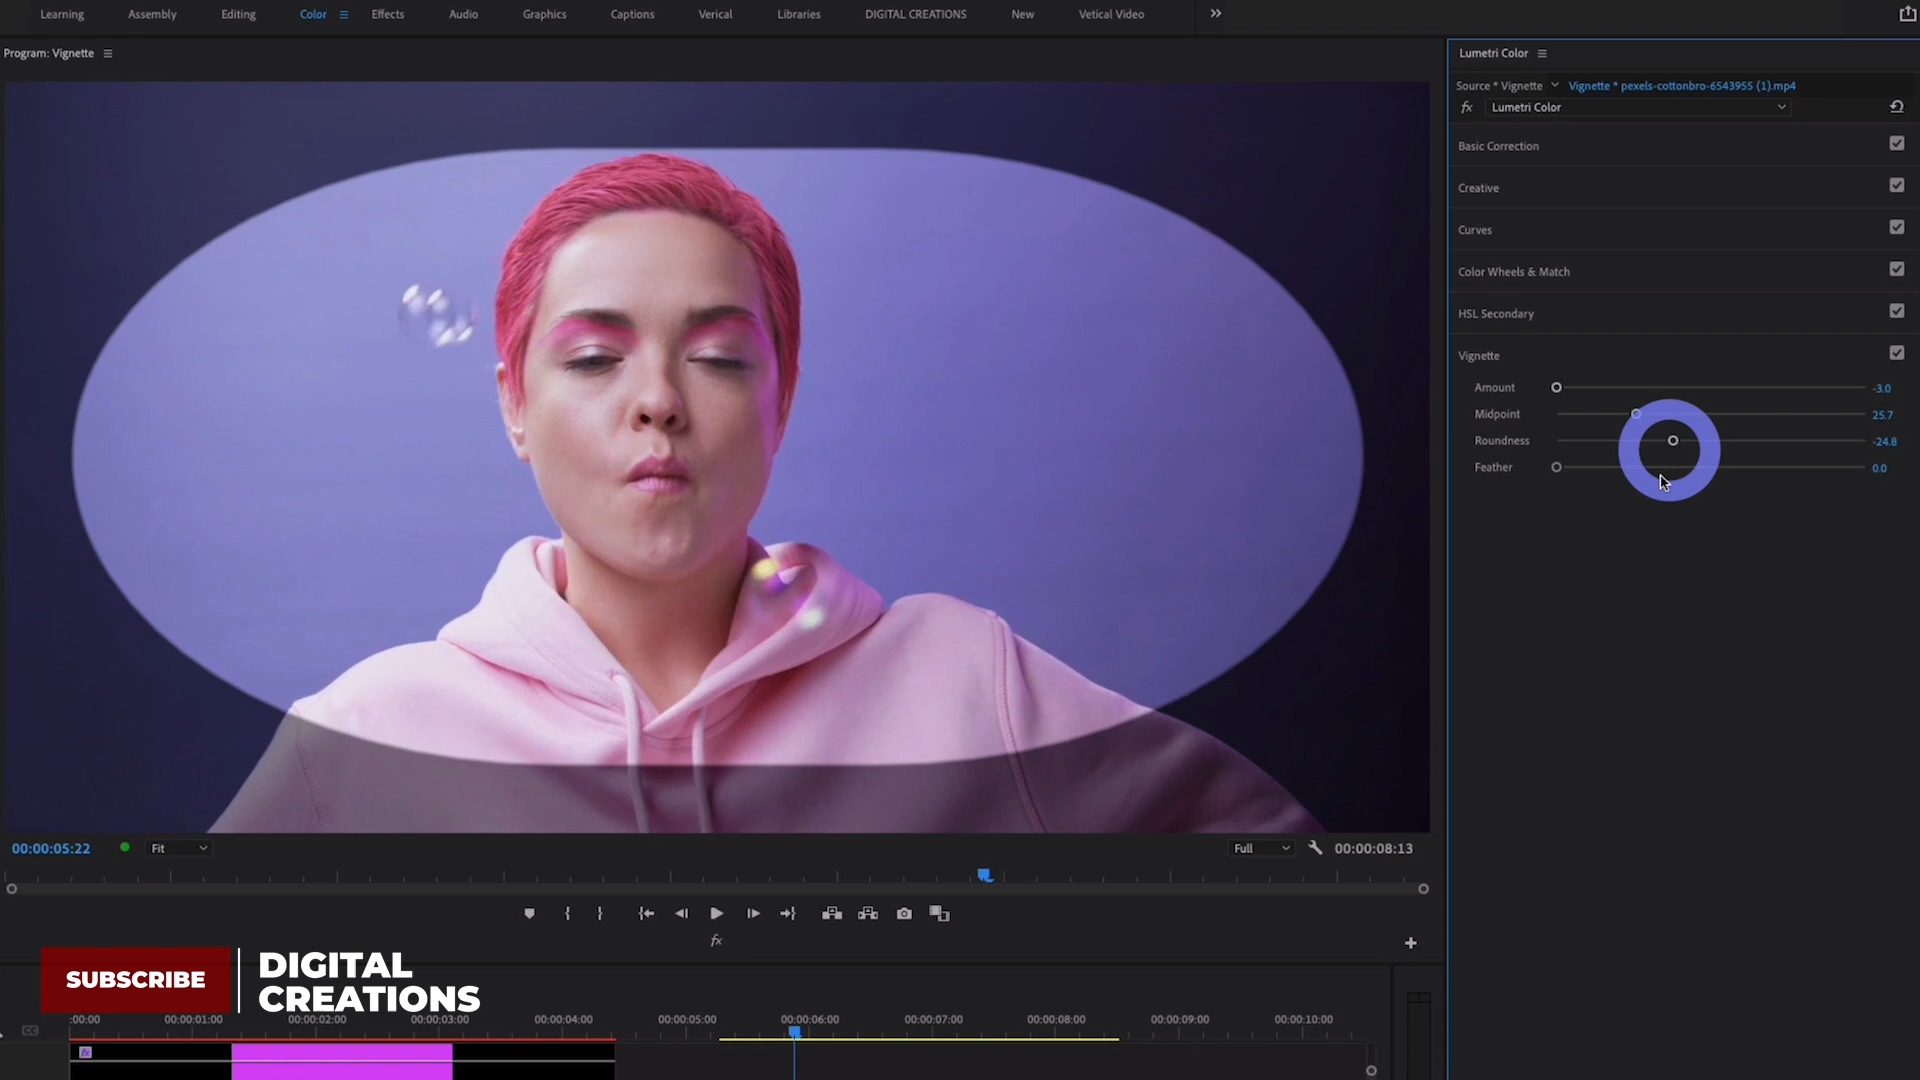 Learning Assembly Editing Color Effects Audio Graphics Captions Verical Libraries DIGITAL CREATIONS New Vetical Video
Program: Vignette
Lumetri Color
Source * Vignette Vignette * pexels-cottonbro-6543955 (1).mp4
fx Lumetri Color
Basic Correction
Creative
Curves
Color Wheels & Match
HSL Secondary
Vignette
Amount -3.0
Midpoint 25.7
Roundness -24.8
Feather 0.0
00:00:05:22 Fit Full 00:00:08:13
fx
SUBSCRIBE
DIGITAL
CREATIONS
:00:00 00:00:01:00 00:00:02:00 00:00:03:00 00:00:04:00 00:00:05:00 00:00:06:00 00:00:07:00 00:00:08:00 00:00:09:00 00:00:10:00
CC
fx